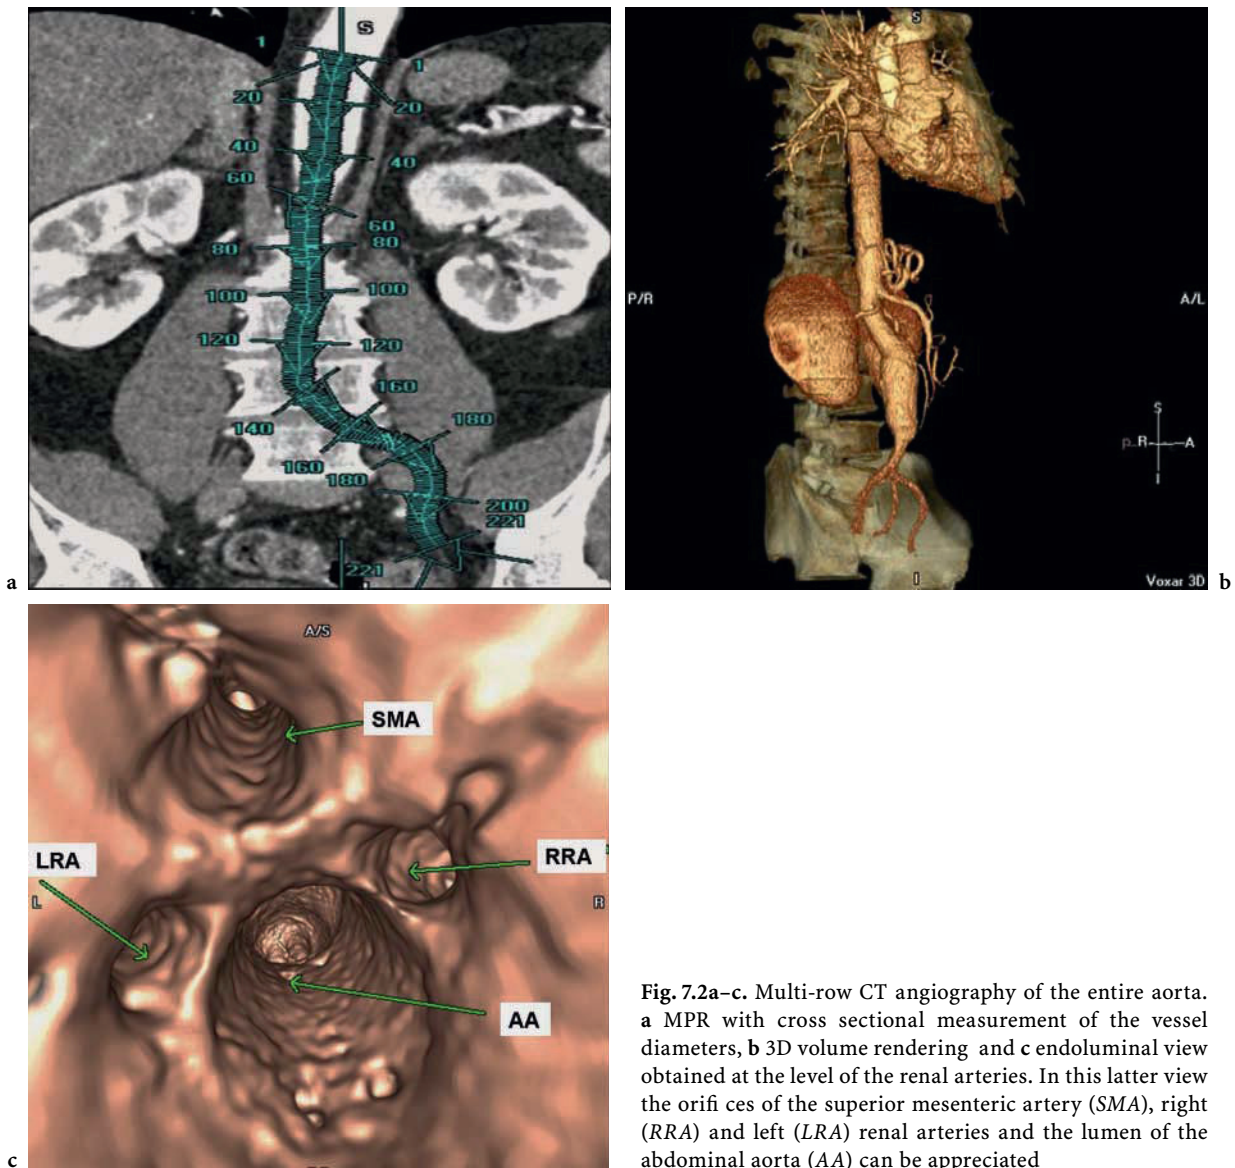 S
1
1
20
20
40
40
60
60
80
80
100
100
120
120
160
140
180
160
180
200
221
221
a
S
P/R
A/L
S
p R A
I
I
Voxar 3D
b
A/S
SMA
LRA
RRA
L
R
AA
c
Fig. 7.2a–c. Multi-row CT angiography of the entire aorta.
a MPR with cross sectional measurement of the vessel
diameters, b 3D volume rendering and c endoluminal view
obtained at the level of the renal arteries. In this latter view
the orifi ces of the superior mesenteric artery (SMA), right
(RRA) and left (LRA) renal arteries and the lumen of the
abdominal aorta (AA) can be appreciated